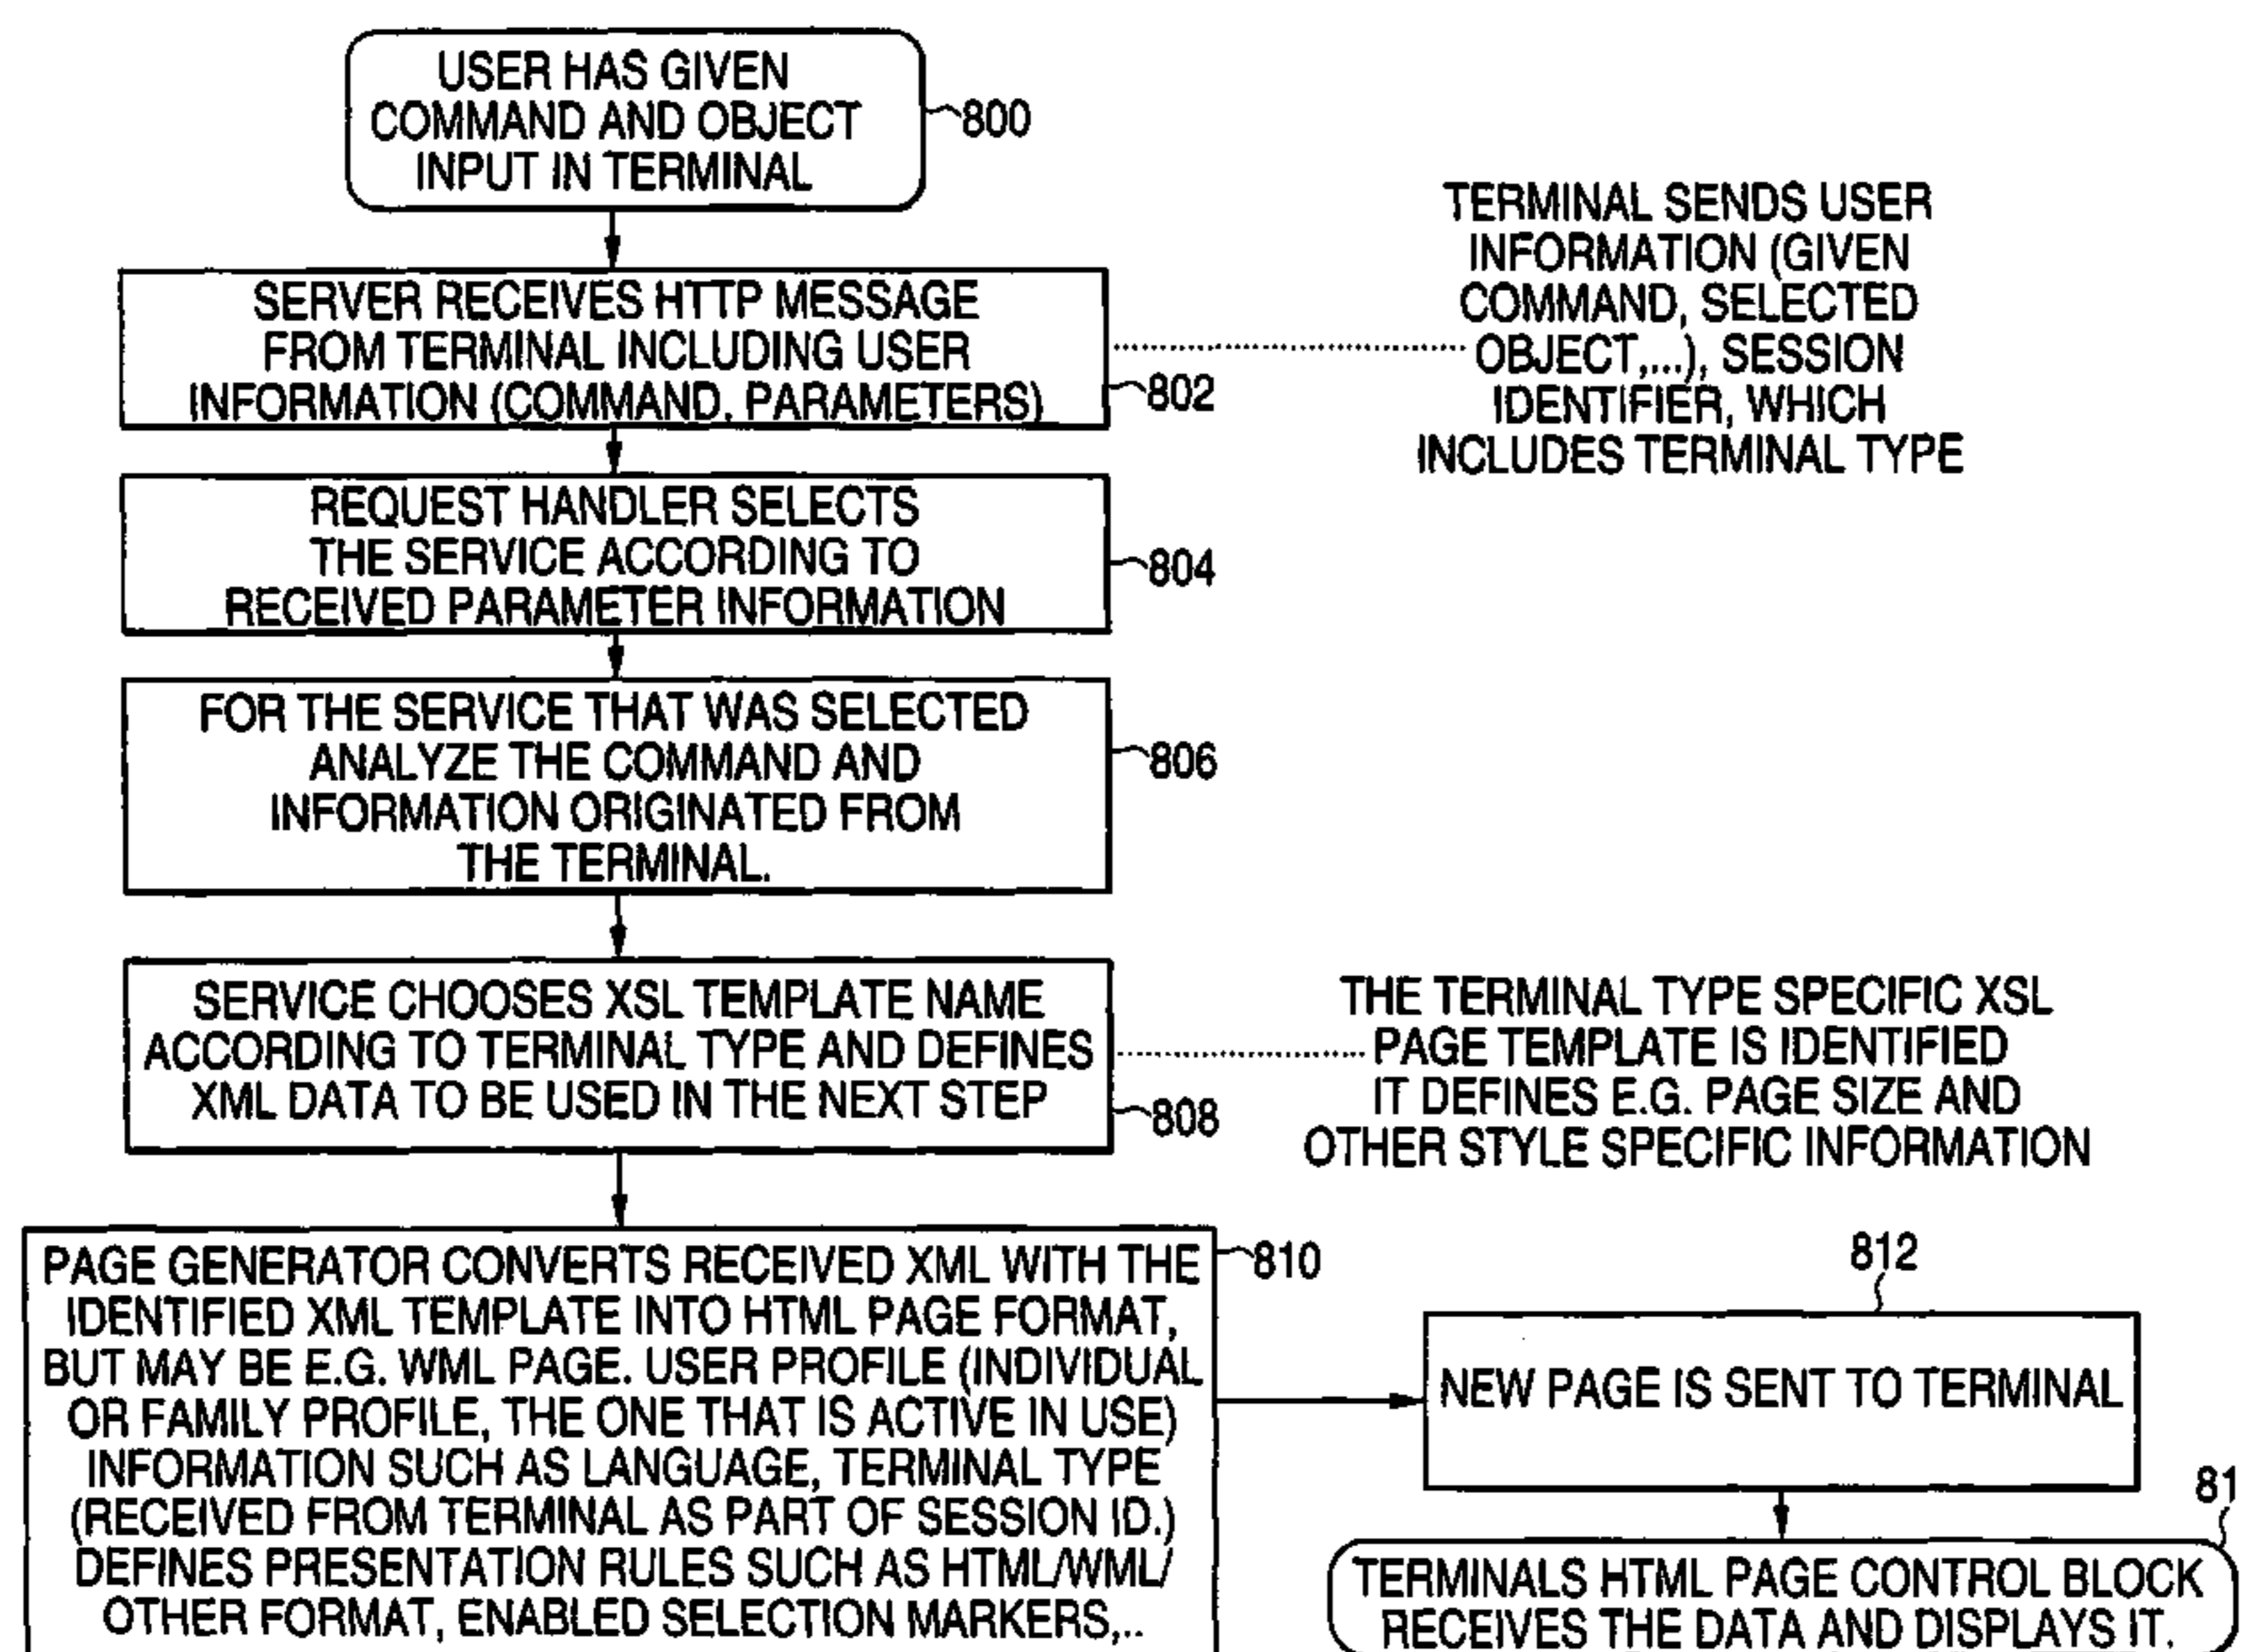 USER HAS GIVEN
COMMAND AND OBJECT
INPUT IN TERMINAL
800
SERVER RECEIVES HTTP MESSAGE
FROM TERMINAL INCLUDING USER
INFORMATION (COMMAND, PARAMETERS)
802
TERMINAL SENDS USER
INFORMATION (GIVEN
COMMAND, SELECTED
OBJECT,...), SESSION
IDENTIFIER, WHICH
INCLUDES TERMINAL TYPE
REQUEST HANDLER SELECTS
THE SERVICE ACCORDING TO
RECEIVED PARAMETER INFORMATION
804
FOR THE SERVICE THAT WAS SELECTED
ANALYZE THE COMMAND AND
INFORMATION ORIGINATED FROM
THE TERMINAL.
806
SERVICE CHOOSES XSL TEMPLATE NAME
ACCORDING TO TERMINAL TYPE AND DEFINES
XML DATA TO BE USED IN THE NEXT STEP
808
THE TERMINAL TYPE SPECIFIC XSL
PAGE TEMPLATE IS IDENTIFIED
IT DEFINES E.G. PAGE SIZE AND
OTHER STYLE SPECIFIC INFORMATION
PAGE GENERATOR CONVERTS RECEIVED XML WITH THE
IDENTIFIED XML TEMPLATE INTO HTML PAGE FORMAT,
BUT MAY BE E.G. WML PAGE. USER PROFILE (INDIVIDUAL
OR FAMILY PROFILE, THE ONE THAT IS ACTIVE IN USE)
INFORMATION SUCH AS LANGUAGE, TERMINAL TYPE
(RECEIVED FROM TERMINAL AS PART OF SESSION ID.)
DEFINES PRESENTATION RULES SUCH AS HTML/WML/
OTHER FORMAT, ENABLED SELECTION MARKERS,..
810
812
NEW PAGE IS SENT TO TERMINAL
81
TERMINALS HTML PAGE CONTROL BLOCK
RECEIVES THE DATA AND DISPLAYS IT.